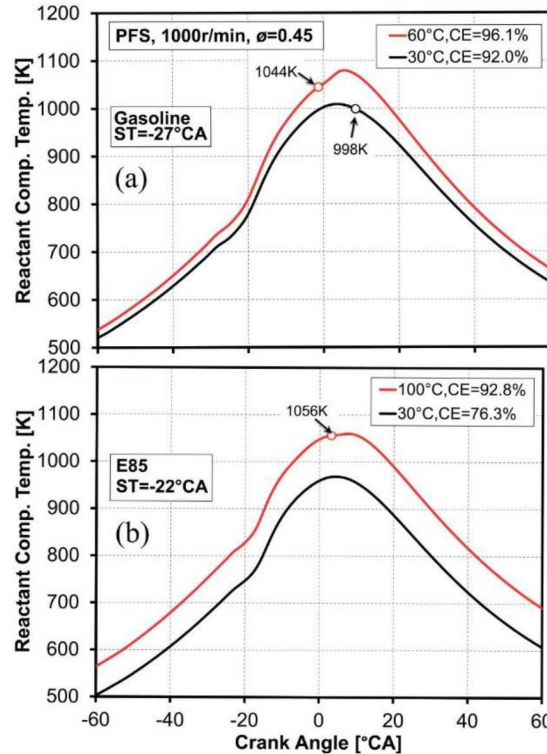 1200
PFS, 1000r/min, ø=0.45
60°C,CE=96.1%
30°C,CE=92.0%
1100
1044K
Gasoline
ST=-27°CA
1000
998K
(a)
900
800
700
600
500
Reactant Comp. Temp. [K]
1200
100°C,CE=92.8%
30°C,CE=76.3%
1100
1056K
E85
ST=-22°CA
1000
(b)
900
800
700
600
500
Reactant Comp. Temp. [K]
-60 -40 -20 0 20 40 60
Crank Angle [°CA]